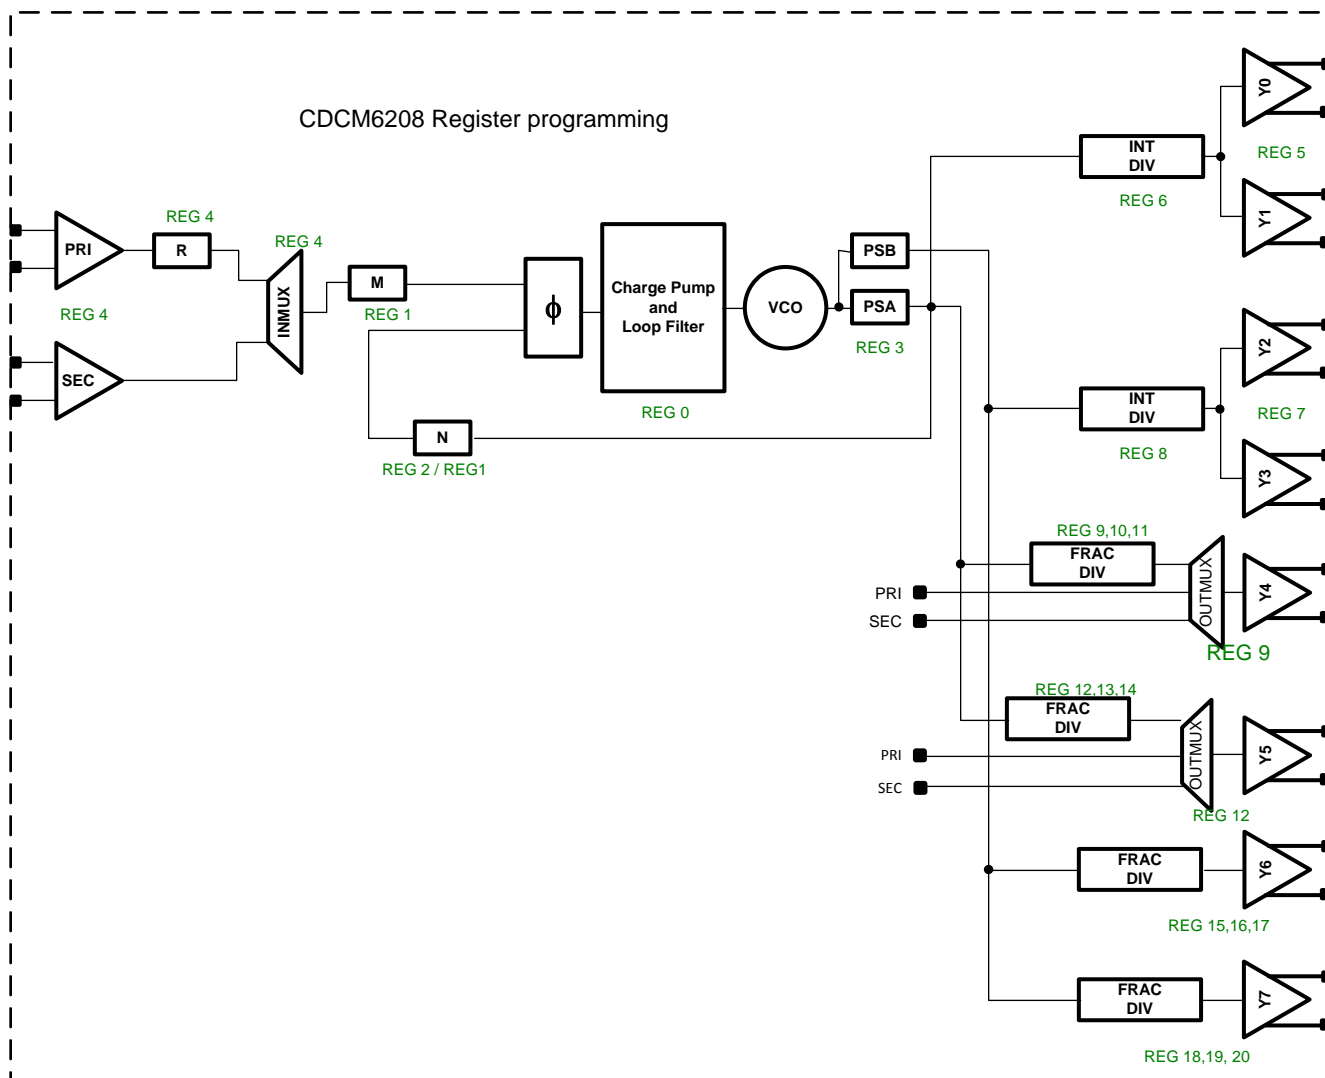 CDCM6208 Register programming
Y0
INT
DIV
REG 5
REG 6
Y1
REG 4
PRI
R
REG 4
INMUX
REG 4
M
REG 1
SEC
ϕ
Charge Pump
and
Loop Filter
REG 0
VCO
PSB
PSA
REG 3
N
REG 2 / REG1
Y2
INT
DIV
REG 7
REG 8
Y3
REG 9,10,11
FRAC
DIV
PRI
SEC
OUTMUX
Y4
REG 9
REG 12,13,14
FRAC
DIV
PRI
SEC
OUTMUX
Y5
REG 12
FRAC
DIV
Y6
REG 15,16,17
FRAC
DIV
Y7
REG 18,19, 20